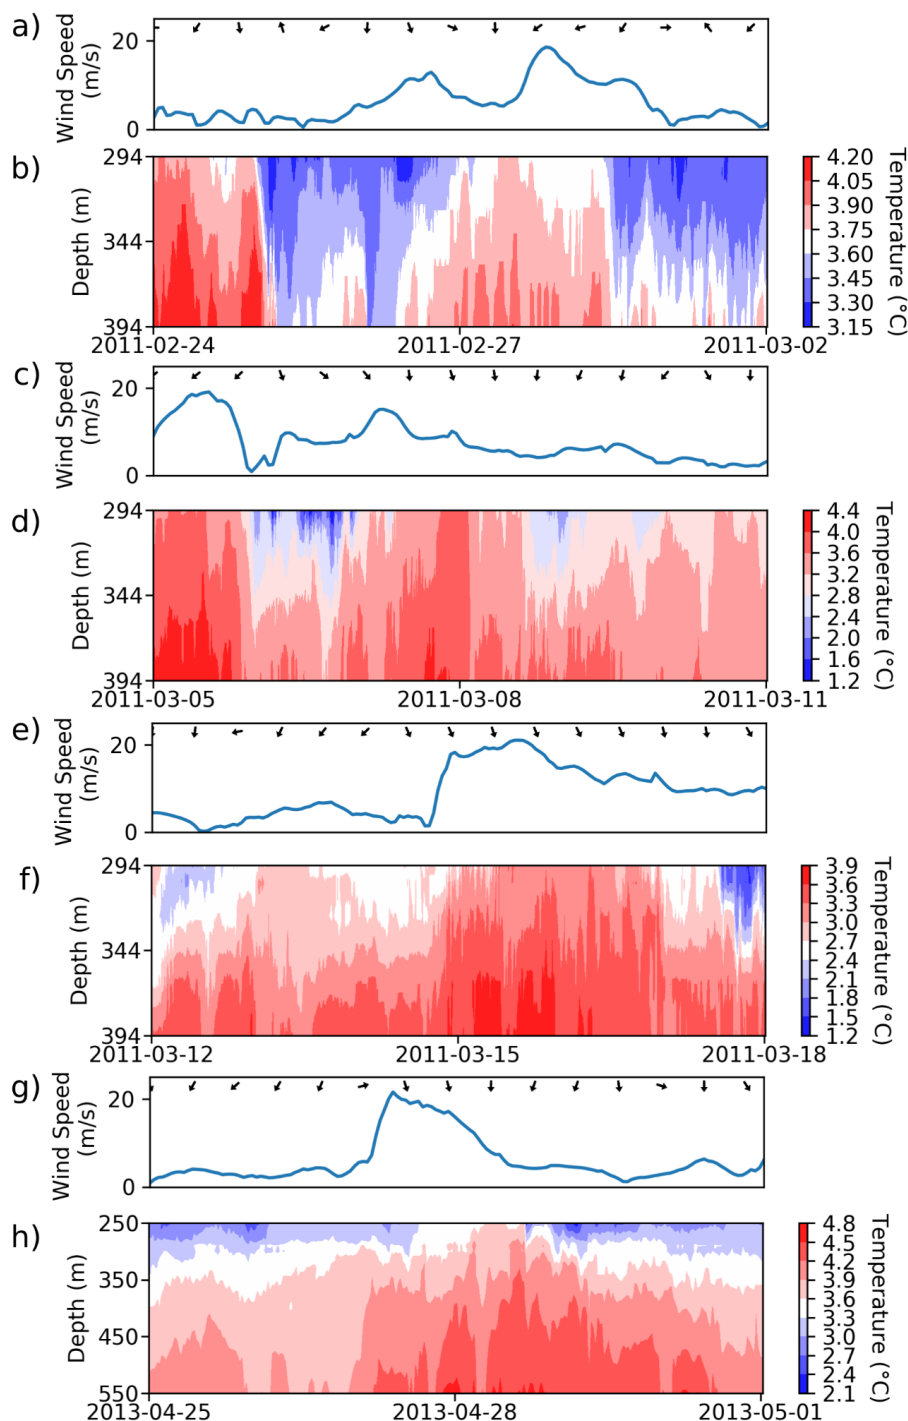 a)
Wind Speed
(m/s)
20
0
b)
Depth (m)
294
344
394
2011-02-24
2011-02-27
2011-03-02
4.20
4.05
3.90
3.75
3.60
3.45
3.30
3.15
Temperature (°C)
c)
Wind Speed
(m/s)
20
0
d)
Depth (m)
294
344
394
2011-03-05
2011-03-08
2011-03-11
4.4
4.0
3.6
3.2
2.8
2.4
2.0
1.6
1.2
Temperature (°C)
e)
Wind Speed
(m/s)
20
0
f)
Depth (m)
294
344
394
2011-03-12
2011-03-15
2011-03-18
3.9
3.6
3.3
3.0
2.7
2.4
2.1
1.8
1.5
1.2
Temperature (°C)
g)
Wind Speed
(m/s)
20
0
h)
Depth (m)
250
350
450
550
2013-04-25
2013-04-28
2013-05-01
4.8
4.5
4.2
3.9
3.6
3.3
3.0
2.7
2.4
2.1
Temperature (°C)